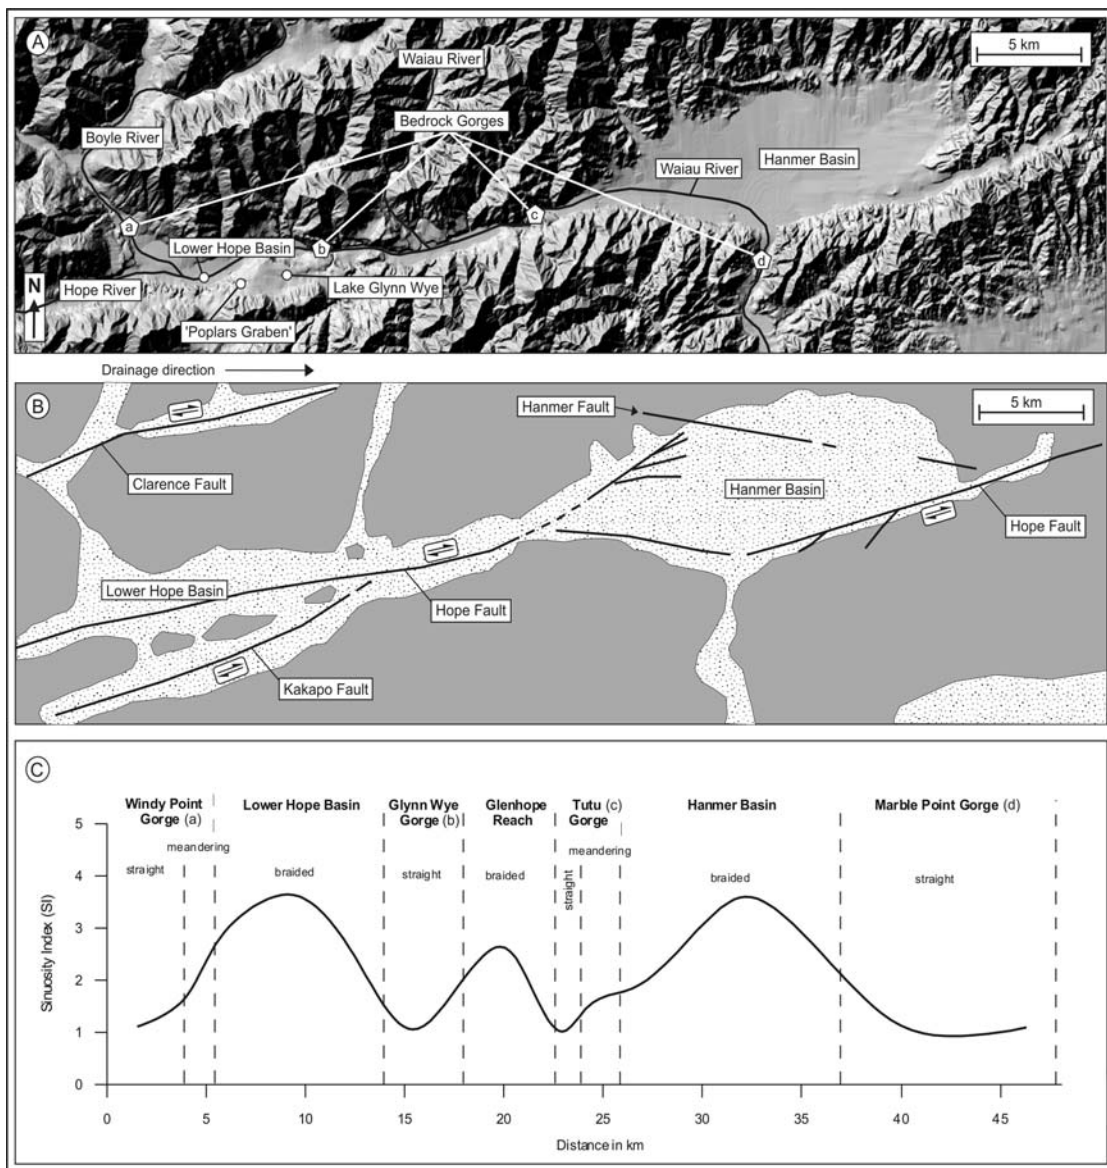 A
5 km
Waiau River
Bedrock Gorges
Boyle River
Hanmer Basin
Waiau River
c
a
b
Lower Hope Basin
d
Hope River
Lake Glynn Wye
N
'Poplars Graben'
Drainage direction
B
Hanmer Fault
5 km
Clarence Fault
Hanmer Basin
Hope Fault
Lower Hope Basin
Hope Fault
Kakapo Fault
C
Windy Point
Gorge (a)
Lower Hope Basin
Glynn Wye
Gorge (b)
Glenhope
Reach
Tutu (c)
Gorge
Hanmer Basin
Marble Point Gorge (d)
meandering
straight
braided
straight
braided
straight
meandering
braided
straight
5
4
3
2
1
0
Sinuosity Index (SI)
0
5
10
15
20
25
30
35
40
45
Distance in km